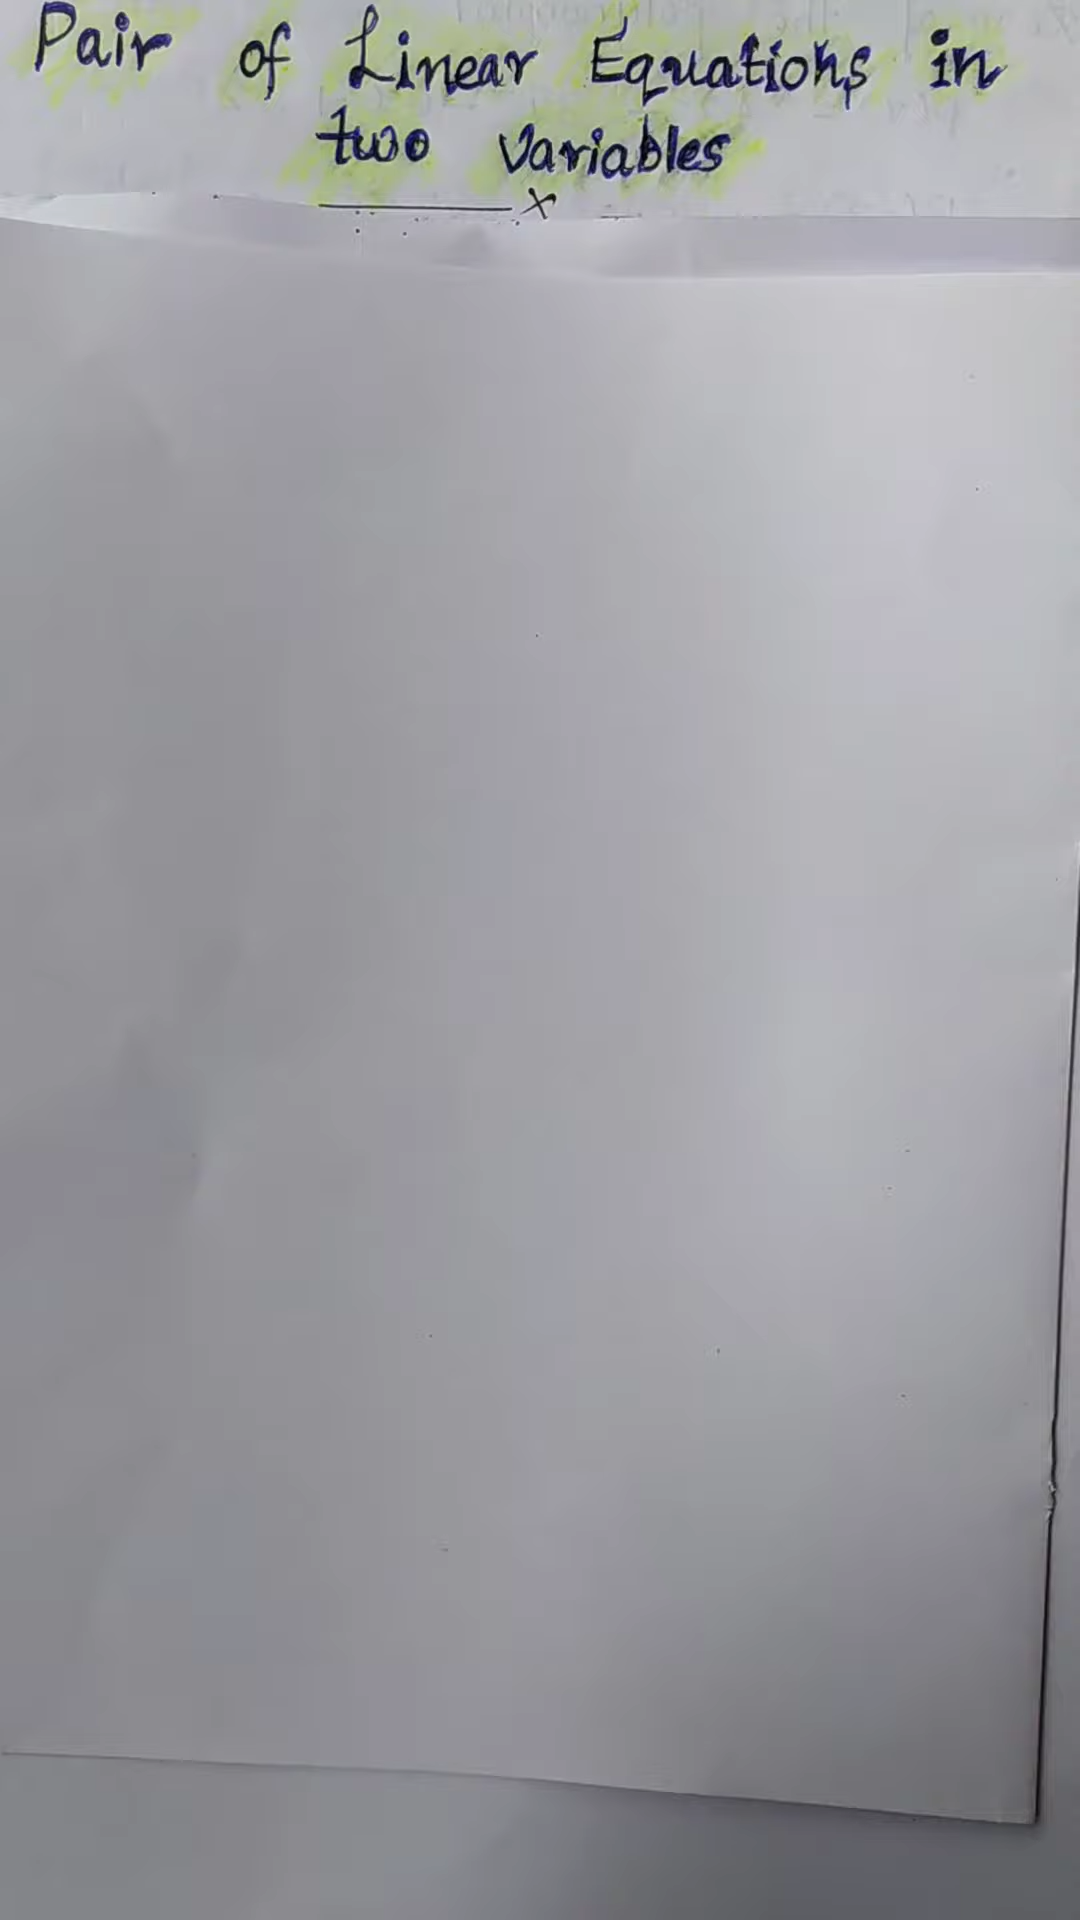 Pair of Linear Equations in
two Variables
x